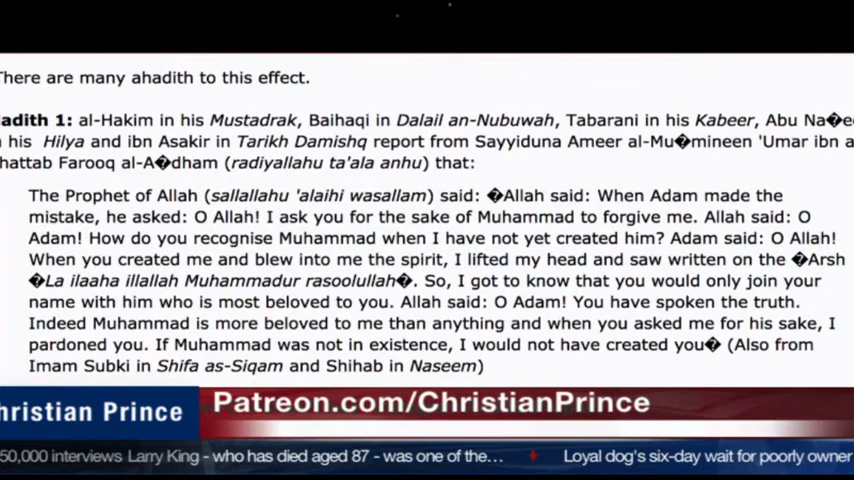 There are many ahadith to this effect.
adith 1: al-Hakim in his Mustadrak, Baihaqi in Dalail an-Nubuwah, Tabarani in his Kabeer, Abu Na�ee
his Hilya and ibn Asakir in Tarikh Damishq report from Sayyiduna Ameer al-Mu�mineen 'Umar ibn a
hattab Farooq al-A�dham (radiyallahu ta'ala anhu) that:
The Prophet of Allah (sallallahu 'alaihi wasallam) said: �Allah said: When Adam made the
mistake, he asked: O Allah! I ask you for the sake of Muhammad to forgive me. Allah said: O
Adam! How do you recognise Muhammad when I have not yet created him? Adam said: O Allah!
When you created me and blew into me the spirit, I lifted my head and saw written on the �Arsh
�La ilaaha illallah Muhammadur rasoolullah�. So, I got to know that you would only join your
name with him who is most beloved to you. Allah said: O Adam! You have spoken the truth.
Indeed Muhammad is more beloved to me than anything and when you asked me for his sake, I
pardoned you. If Muhammad was not in existence, I would not have created you� (Also from
Imam Subki in Shifa as-Siqam and Shihab in Naseem)
hristian Prince
Patreon.com/ChristianPrince
50,000 interviews Larry King - who has died aged 87 - was one of the... Loyal dog's six-day wait for poorly owner